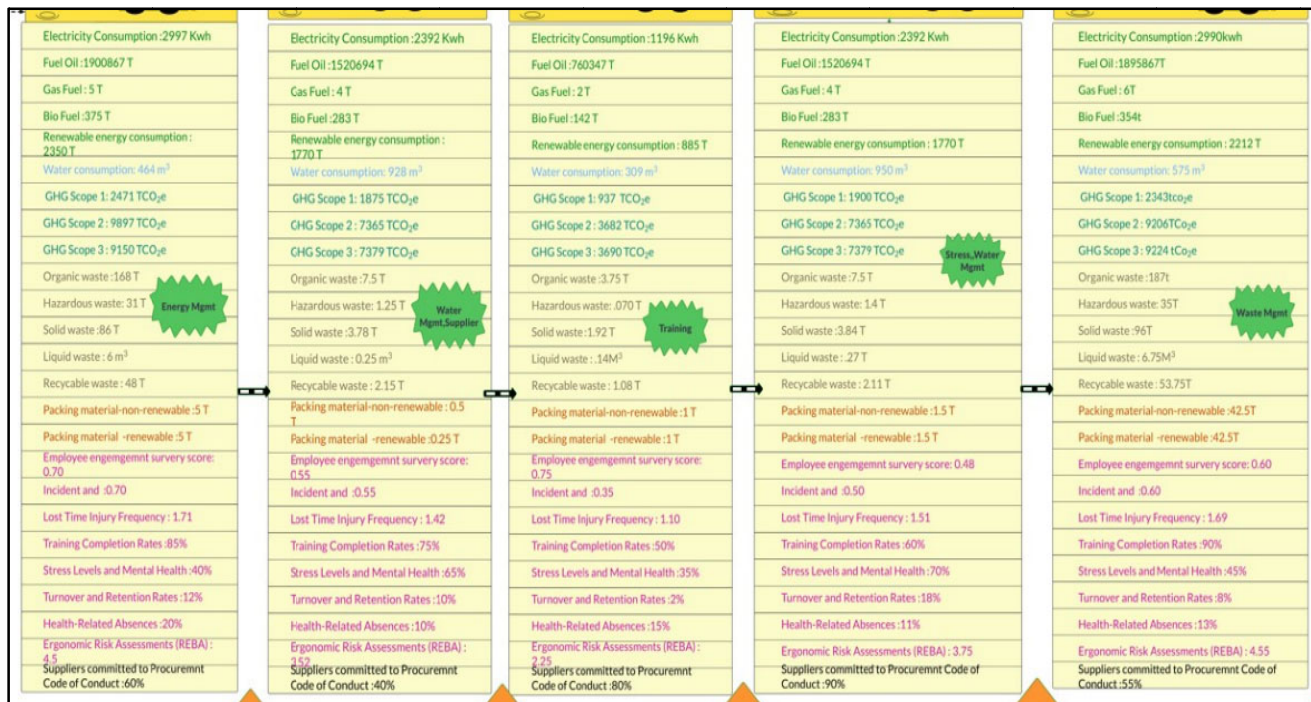 Electricity Consumption :2997 Kwh
Fuel Oil :1900867 T
Gas Fuel : 5 T
Bio Fuel :375 T
Renewable energy consumption :
2350 T
Water consumption: 464 m³
GHG Scope 1: 2471 TCO₂e
GHG Scope 2 : 9897 TCO₂e
GHG Scope 3 : 9150 TCO₂e
Organic waste :168 T
Hazardous waste: 31 T
Solid waste :86 T
Liquid waste : 6 m³
Recycable waste : 48 T
Packing material-non-renewable :5 T
Packing material -renewable :5 T
Employee engemgemnt survery score:
0.70
Incident and :0.70
Lost Time Injury Frequency : 1.71
Training Completion Rates: 85%
Stress Levels and Mental Health :40%
Turnover and Retention Rates :12%
Health-Related Absences :20%
Ergonomic Risk Assessments (REBA) :
4.5
Suppliers committed to Procuremnt
Code of Conduct :60%
Energy Mgmt
Electricity Consumption :2392 Kwh
Fuel Oil :1520694 T
Gas Fuel : 4 T
Bio Fuel :283 T
Renewable energy consumption :
1770 T
Water consumption: 928 m³
GHG Scope 1: 1875 TCO₂e
GHG Scope 2 : 7365 TCO₂e
GHG Scope 3 : 7379 TCO₂e
Organic waste :7.5 T
Hazardous waste: 1.25 T
Solid waste : 3.78 T
Liquid waste : 0.25 m³
Recycable waste : 2.15 T
Packing material-non-renewable : 0.5
T
Packing material -renewable :0.25 T
Employee engemgemnt survery score:
0.55
Incident and :0.55
Lost Time Injury Frequency : 1.42
Training Completion Rates: 75%
Stress Levels and Mental Health :65%
Turnover and Retention Rates :10%
Health-Related Absences :10%
Ergonomic Risk Assessments (REBA) :
3.52
Suppliers committed to Procuremnt
Code of Conduct :40%
Water
Mgmt,Supplier
Electricity Consumption :1196 Kwh
Fuel Oil :760347 T
Gas Fuel : 2 T
Bio Fuel :142 T
Renewable energy consumption : 885 T
Water consumption: 309 m³
GHG Scope 1: 937 TCO₂e
GHG Scope 2 : 3682 TCO₂e
GHG Scope 3 : 3690 TCO₂e
Organic waste : 3.75 T
Hazardous waste: .070 T
Solid waste :1.92 T
Liquid waste : .14M³
Recycable waste : 1.08 T
Packing material-non-renewable :1 T
Packing material -renewable :1 T
Employee engemgemnt survery score:
0.75
Incident and :0.35
Lost Time Injury Frequency : 1.10
Training Completion Rates: 50%
Stress Levels and Mental Health :35%
Turnover and Retention Rates :2%
Health-Related Absences :15%
Ergonomic Risk Assessments (REBA) :
2.25
Suppliers committed to Procuremnt
Code of Conduct :80%
Training
Electricity Consumption :2392 Kwh
Fuel Oil :1520694 T
Gas Fuel : 4 T
Bio Fuel :283 T
Renewable energy consumption : 1770 T
Water consumption: 950 m³
GHG Scope 1: 1900 TCO₂e
GHG Scope 2 : 7365 TCO₂e
GHG Scope 3 : 7379 TCO₂e
Organic waste :7.5 T
Hazardous waste: 1.4 T
Solid waste : 3.84 T
Liquid waste : .27 T
Recycable waste : 2.11 T
Packing material-non-renewable :1.5 T
Packing material -renewable :1.5 T
Employee engemgemnt survery score: 0.48
Incident and :0.50
Lost Time Injury Frequency : 1.51
Training Completion Rates: 60%
Stress Levels and Mental Health :70%
Turnover and Retention Rates :18%
Health-Related Absences :11%
Ergonomic Risk Assessments (REBA) : 3.75
Suppliers committed to Procuremnt Code of
Conduct :90%
Stress,,Water
Mgmt
Electricity Consumption :2990kwh
Fuel Oil :1895867T
Gas Fuel : 6T
Bio Fuel :354t
Renewable energy consumption : 2212 T
Water consumption: 575 m³
GHG Scope 1: 2343tco₂e
GHG Scope 2 : 9206TCo₂e
GHG Scope 3 : 9224 tCo₂e
Organic waste :187t
Hazardous waste: 35T
Solid waste :96T
Liquid waste : 6.75M³
Recycable waste : 53.75T
Packing material-non-renewable :42.5T
Packing material -renewable :42.5T
Employee engemgemnt survery score: 0.60
Incident and :0.60
Lost Time Injury Frequency : 1.69
Training Completion Rates: 90%
Stress Levels and Mental Health :45%
Turnover and Retention Rates :8%
Health-Related Absences :13%
Ergonomic Risk Assessments (REBA) : 4.55
Suppliers committed to Procuremnt Code of
Conduct :55%
Waste Mgmt